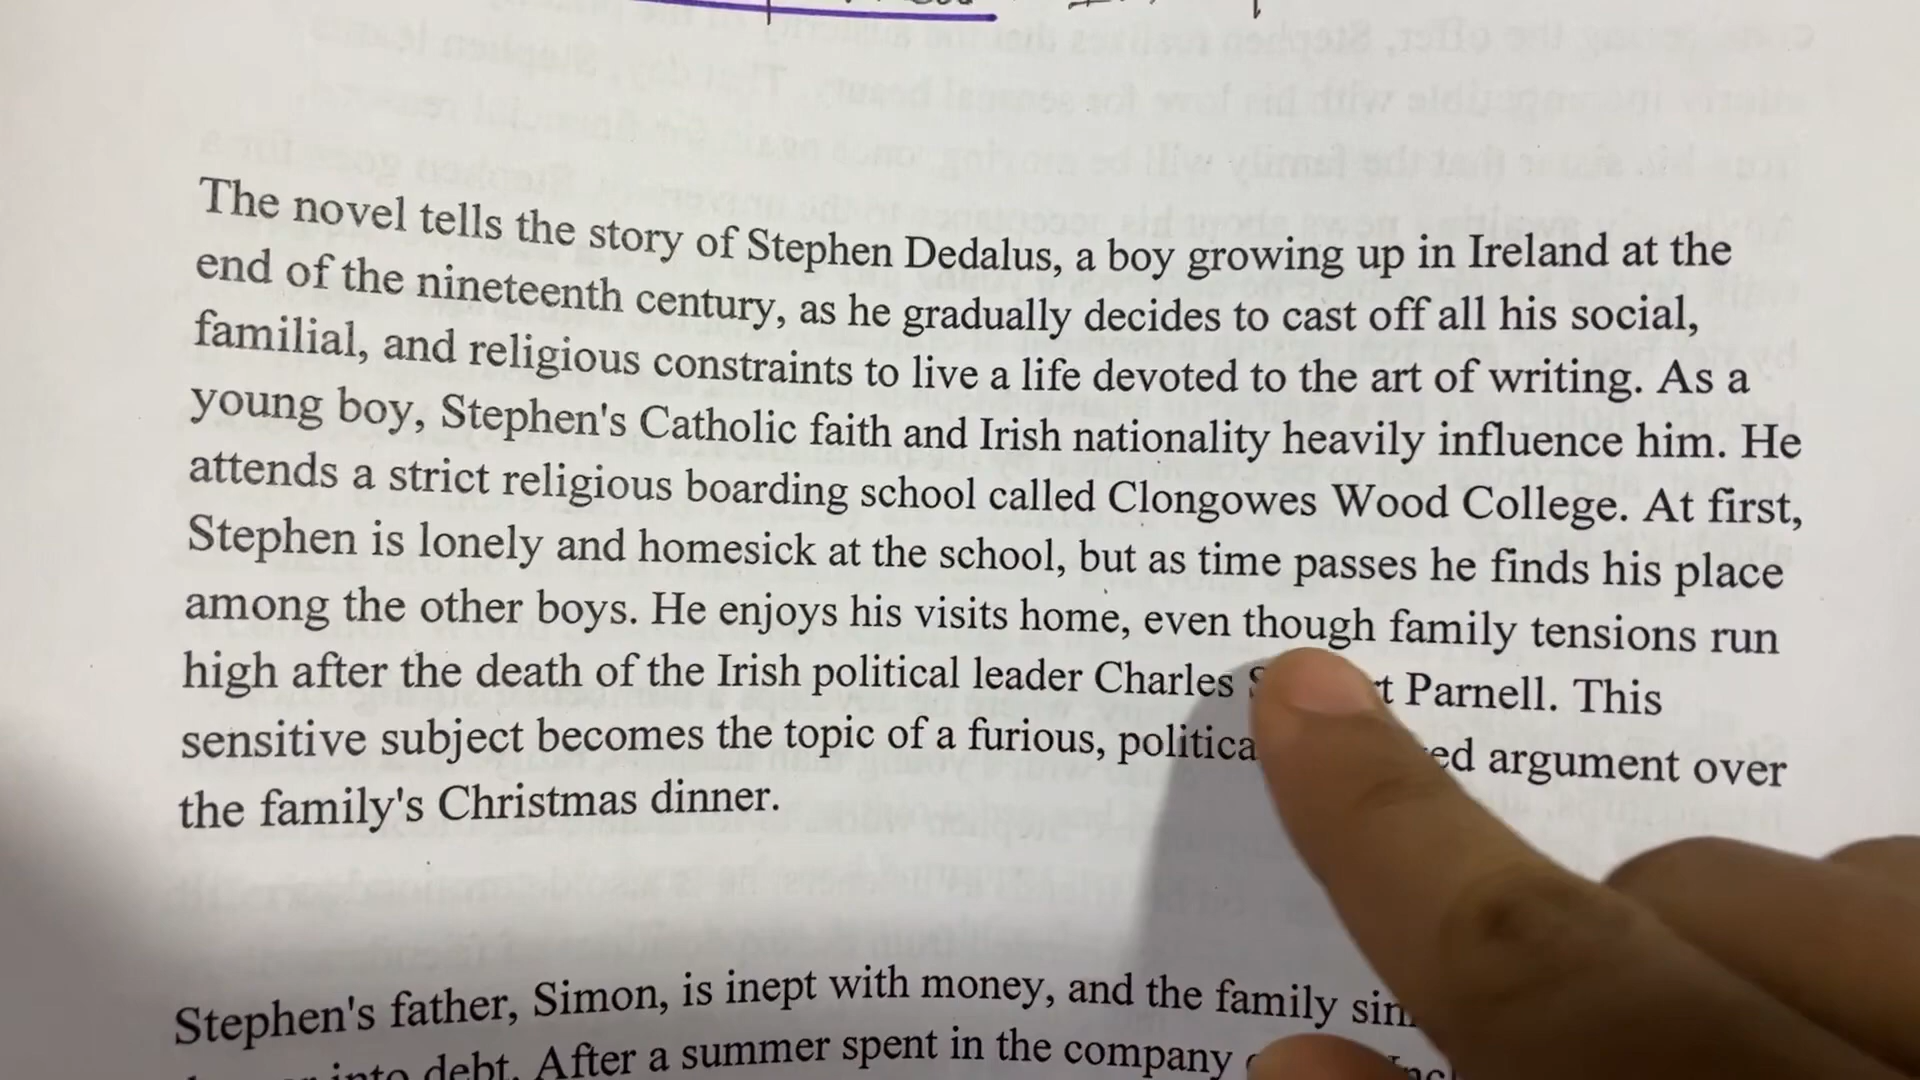 The novel tells the story of Stephen Dedalus, a boy growing up in Ireland at the
end of the nineteenth century, as he gradually decides to cast off all his social,
familial, and religious constraints to live a life devoted to the art of writing. As a
young boy, Stephen's Catholic faith and Irish nationality heavily influence him. He
attends a strict religious boarding school called Clongowes Wood College. At first,
Stephen is lonely and homesick at the school, but as time passes he finds his place
among the other boys. He enjoys his visits home, even though family tensions run
high after the death of the Irish political leader Charles Parnell. This
sensitive subject becomes the topic of a furious, argument over
the family's Christmas dinner.
Stephen's father, Simon, is inept with money, and the family
into debt. After a summer spent in the company